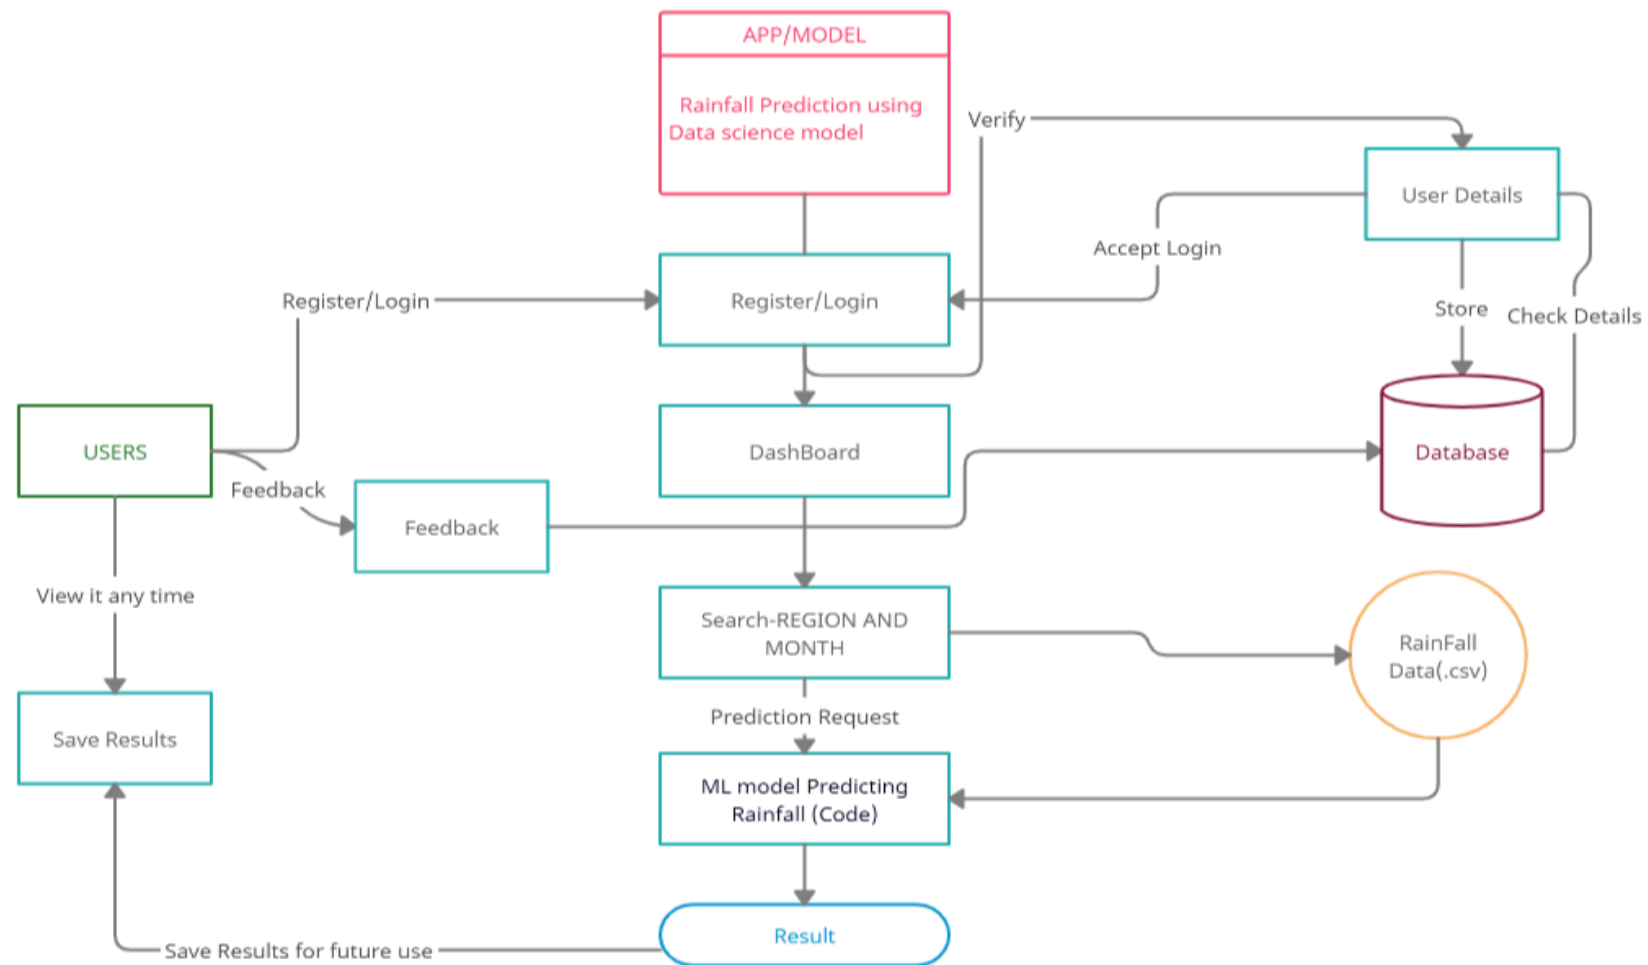 APP/MODEL
Rainfall Prediction using
Data science model
Verify
User Details
Accept Login
Register/Login
Register/Login
Store
Check Details
USERS
DashBoard
Database
Feedback
Feedback
View it any time
Search-REGION AND
MONTH
RainFall
Data(.csv)
Prediction Request
Save Results
ML model Predicting
Rainfall (Code)
Result
Save Results for future use